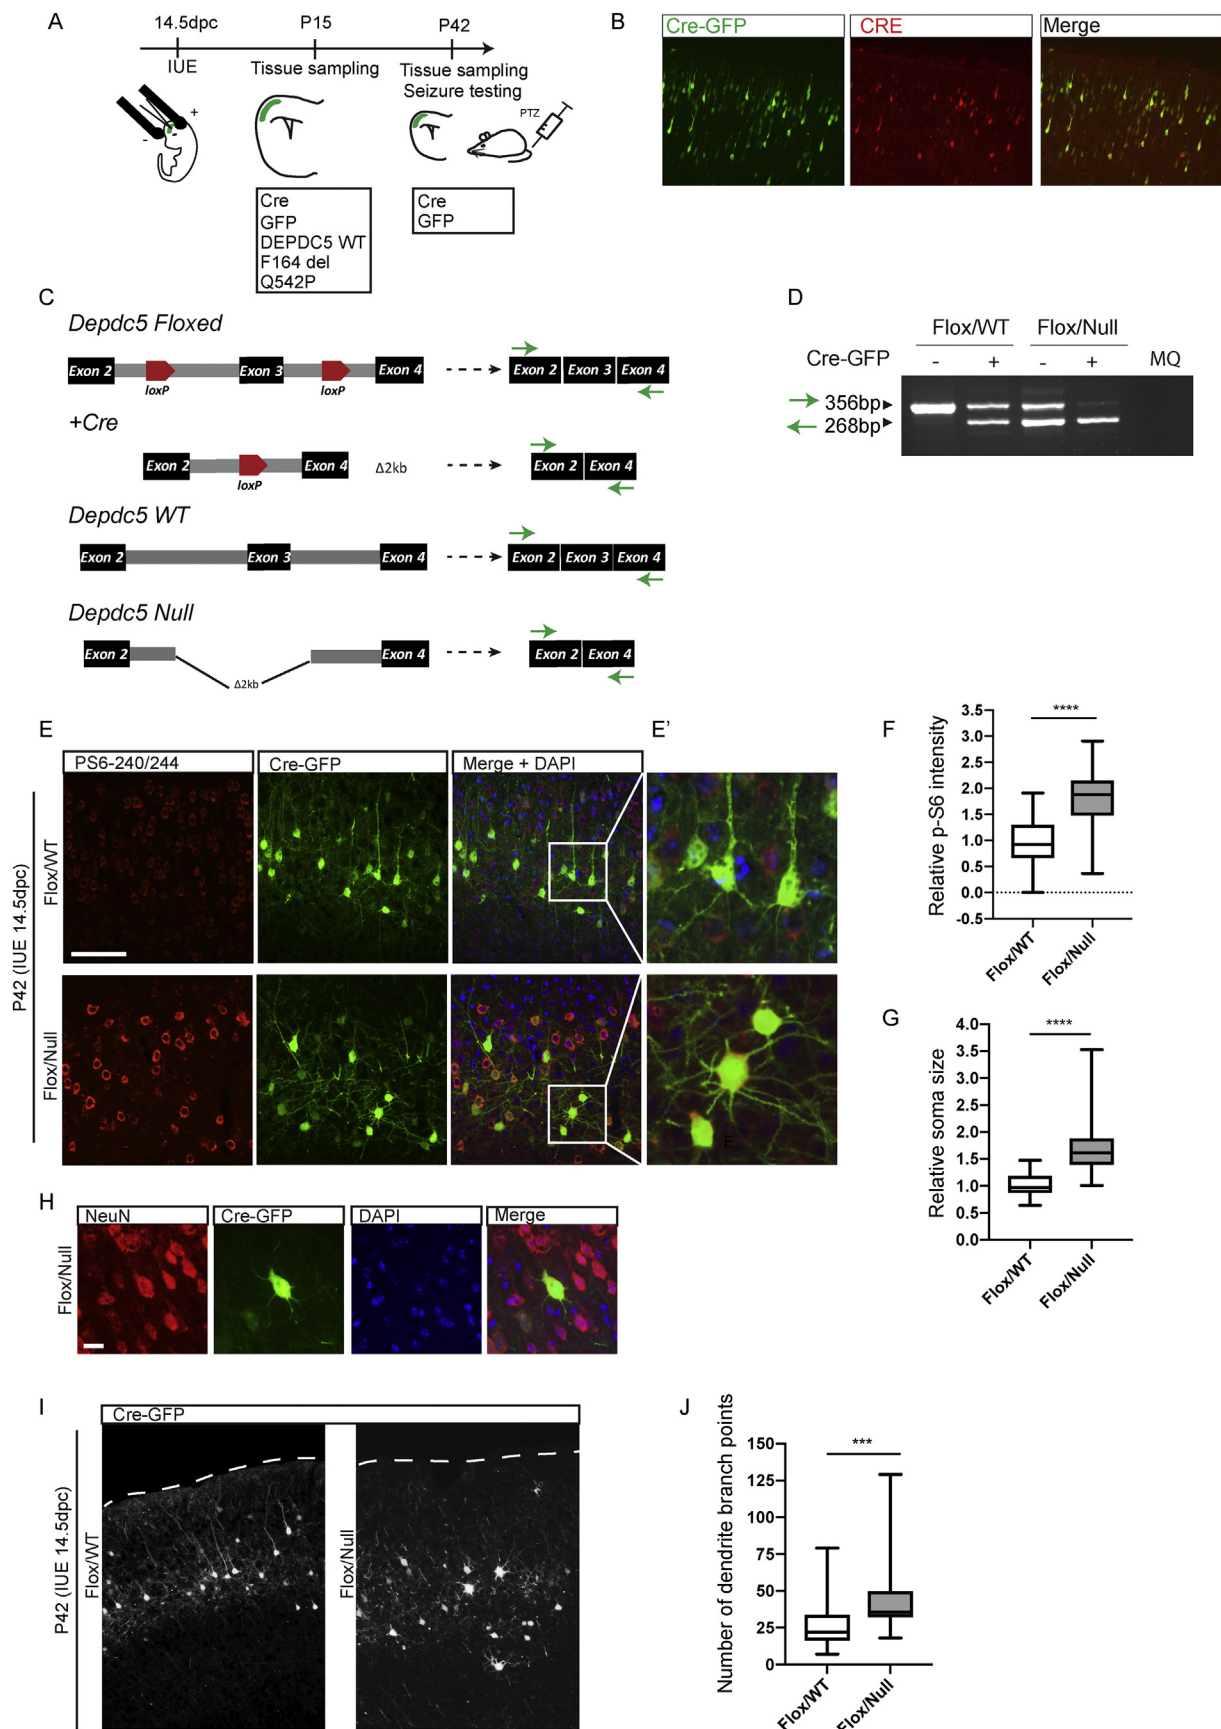 A
14.5dpc P15 P42
IUE Tissue sampling Tissue sampling
Seizure testing
+
-
PTZ
Cre
GFP
DEPDC5 WT
F164 del
Q542P
Cre
GFP
B
Cre-GFP CRE Merge
C
Depdc5 Floxed
Exon 2 loxP Exon 3 loxP Exon 4 Exon 2 Exon 3 Exon 4
+Cre
Exon 2 loxP Exon 4 Δ2kb Exon 2 Exon 4
Depdc5 WT
Exon 2 Exon 3 Exon 4 Exon 2 Exon 3 Exon 4
Depdc5 Null
Exon 2 Δ2kb Exon 4 Exon 2 Exon 4
D
Flox/WT Flox/Null
Cre-GFP - + - + MQ
356bp
268bp
E E'
PS6-240/244 Cre-GFP Merge + DAPI
P42 (IUE 14.5dpc)
Flox/WT
Flox/Null
E
F
Relative p-S6 intensity
****
3.5
3.0
2.5
2.0
1.5
1.0
0.5
0.0
-0.5
Flox/WT Flox/Null
G
Relative soma size
****
4.0
3.5
3.0
2.5
2.0
1.5
1.0
0.5
0.0
Flox/WT Flox/Null
H
NeuN Cre-GFP DAPI Merge
Flox/Null
I
Cre-GFP
P42 (IUE 14.5dpc)
Flox/WT
Flox/Null
J
Number of dendrite branch points
***
150
125
100
75
50
25
0
Flox/WT Flox/Null